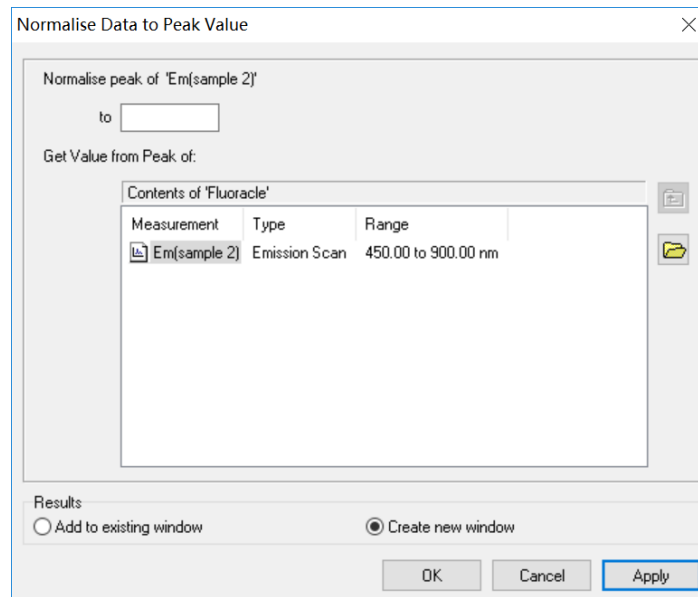 Normalise Data to Peak Value
Normalise peak of 'Em(sample 2)'
to
Get Value from Peak of:
Contents of 'Fluoracle'
Measurement Type Range
Em(sample 2) Emission Scan 450.00 to 900.00 nm
Results
Add to existing window Create new window
OK Cancel Apply